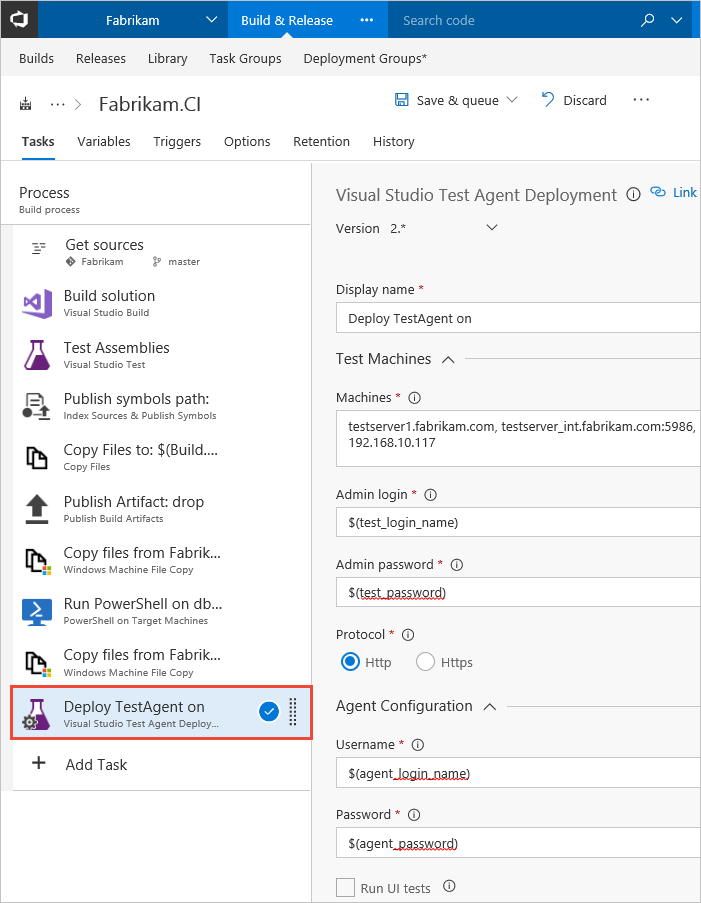 Fabrikam
Build & Release
Search code
Builds Releases Library Task Groups Deployment Groups*
Fabrikam.CI
Save & queue
Discard
Tasks Variables Triggers Options Retention History
Process
Build process
Get sources
Fabrikam master
Build solution
Visual Studio Build
Test Assemblies
Visual Studio Test
Publish symbols path:
Index Sources & Publish Symbols
Copy Files to: $(Build....
Copy Files
Publish Artifact: drop
Publish Build Artifacts
Copy files from Fabrik...
Windows Machine File Copy
Run PowerShell on db...
PowerShell on Target Machines
Copy files from Fabrik...
Windows Machine File Copy
Deploy TestAgent on
Visual Studio Test Agent Deploy...
Add Task
Visual Studio Test Agent Deployment
Link
Version 2.*
Display name *
Deploy TestAgent on
Test Machines
Machines *
testserver1.fabrikam.com, testserver_int.fabrikam.com:5986,
192.168.10.117
Admin login *
$(test_login_name)
Admin password *
$(test_password)
Protocol *
Http Https
Agent Configuration
Username *
$(agent_login_name)
Password *
$(agent_password)
Run UI tests